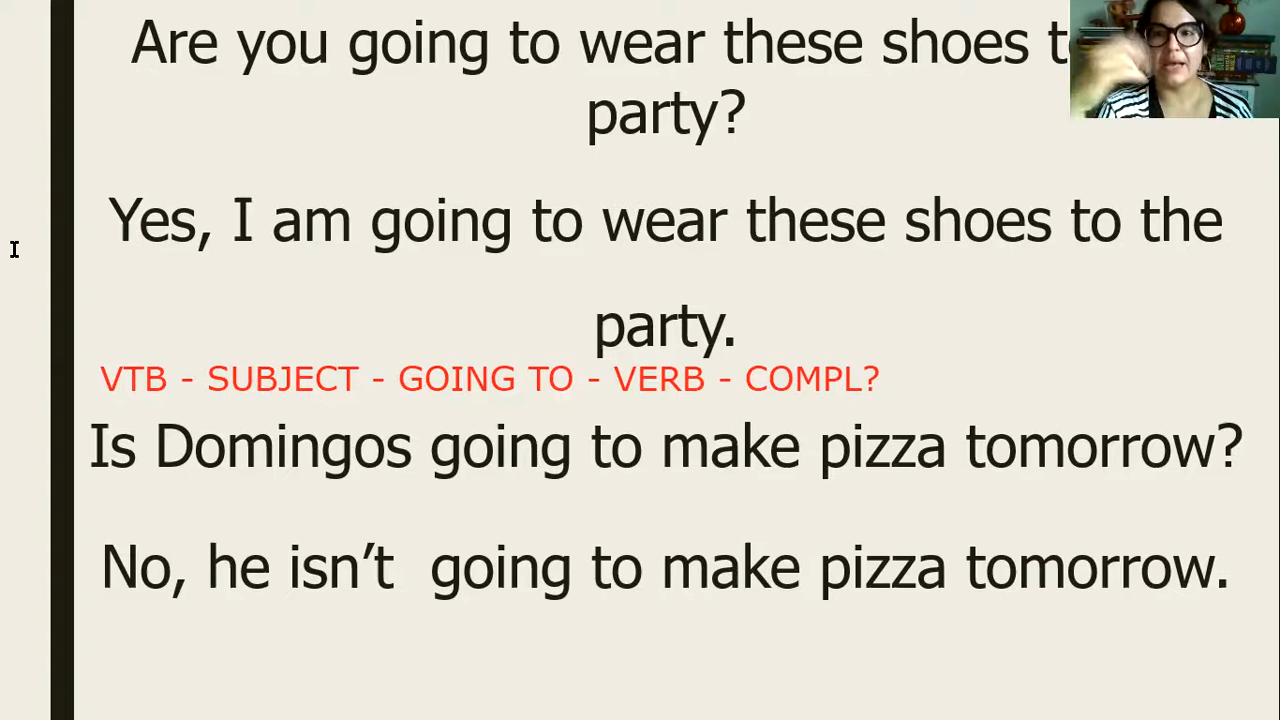 Are you going to wear these shoes
party?
Yes, I am going to wear these shoes to the
party.
VTB - SUBJECT - GOING TO - VERB - COMPL?
Is Domingos going to make pizza tomorrow?
No, he isn’t going to make pizza tomorrow.